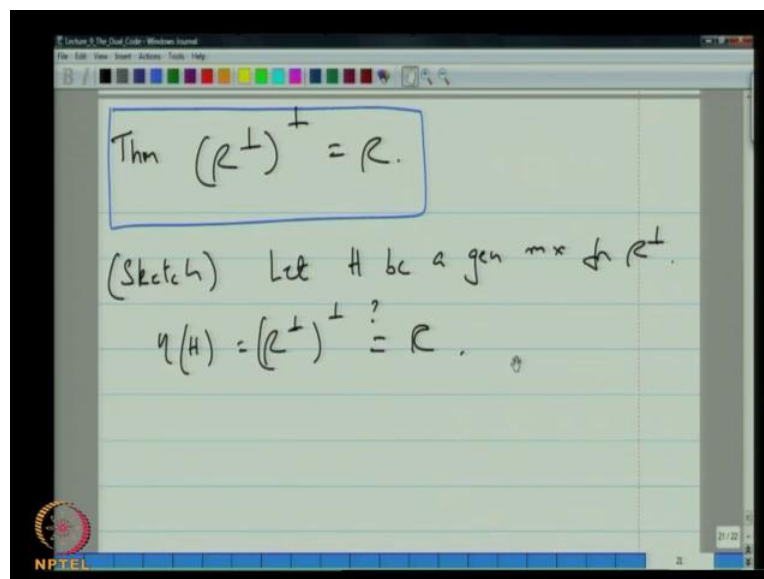 Lecture_9_The_Dual_Code - Windows Journal
File Edit View Insert Actions Tools Help
Thm (R^⊥)^⊥ = R.
(Sketch) Let H be a gen mx for R^⊥.
η(H) = (R^⊥)^⊥ ?= R.
21/22
21
NPTEL